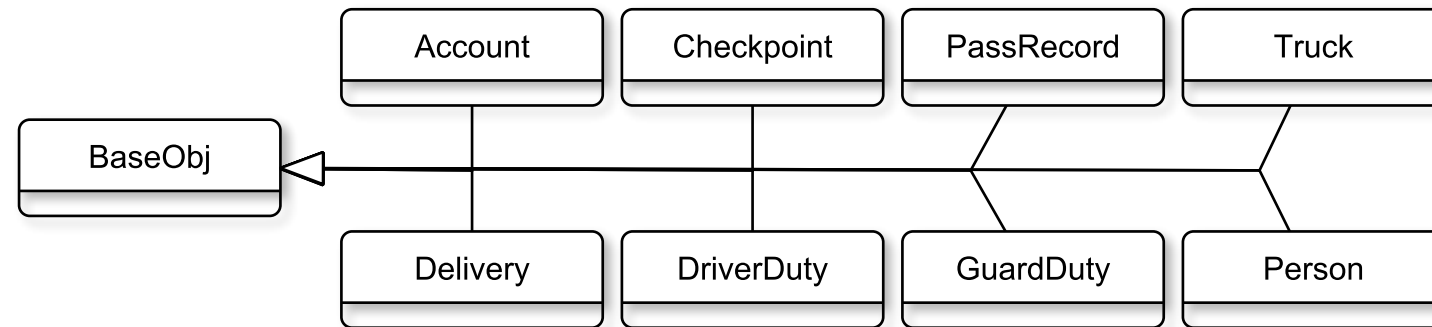 Account
Checkpoint
PassRecord
Truck
BaseObj
Delivery
DriverDuty
GuardDuty
Person